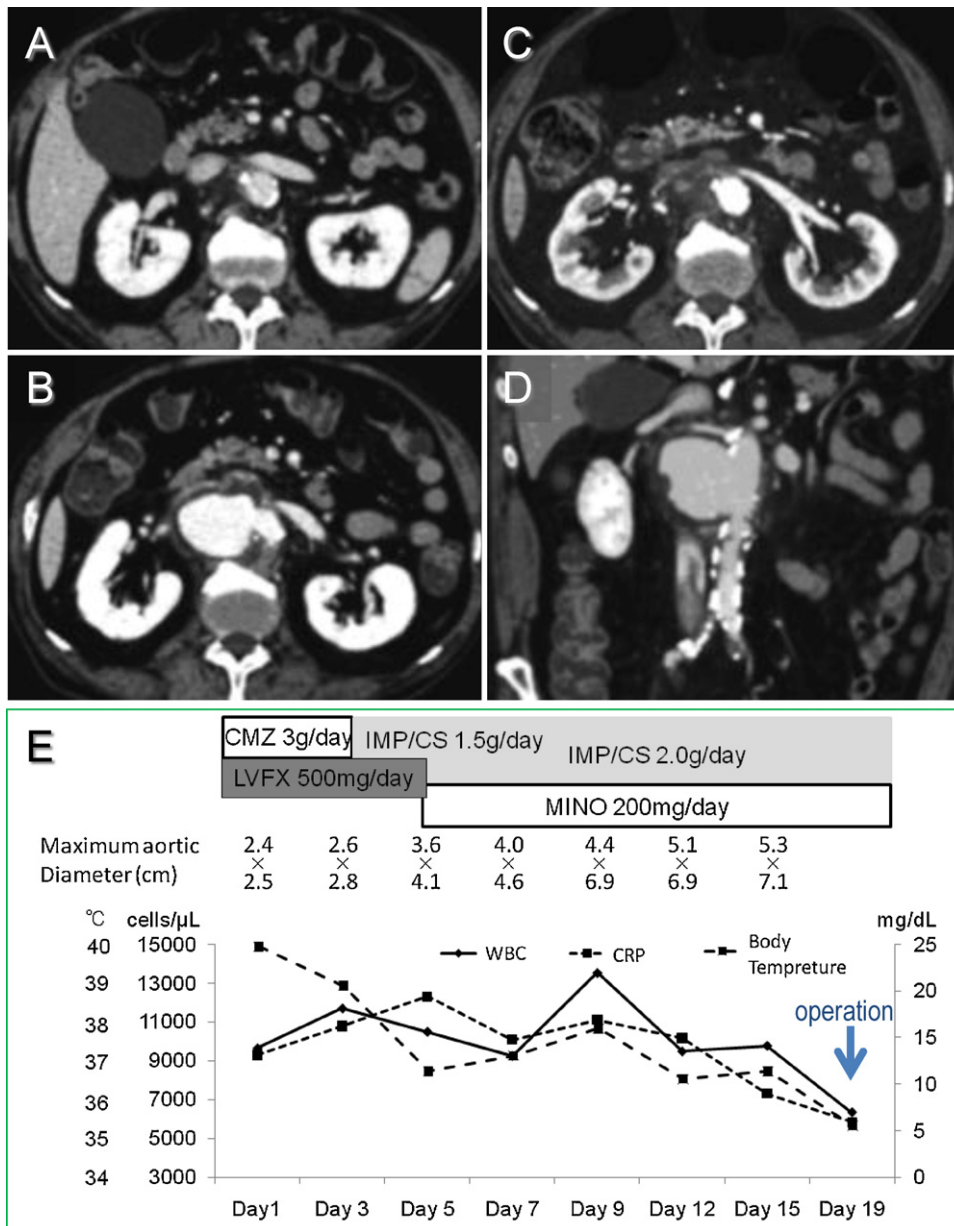 A
C
B
D
E
CMZ 3g/day
IMP/CS 1.5g/day
IMP/CS 2.0g/day
LVFX 500mg/day
MINO 200mg/day
Maximum aortic
Diameter (cm)
2.4 2.6 3.6 4.0 4.4 5.1 5.3
× × × × × × ×
2.5 2.8 4.1 4.6 6.9 6.9 7.1
℃ cells/µL mg/dL
40 15000 25
39 13000 20
38 11000 15
37 9000 10
36 7000 5
35 5000 0
34 3000
WBC CRP Body
Tempreture
operation
Day1 Day 3 Day 5 Day 7 Day 9 Day 12 Day 15 Day 19